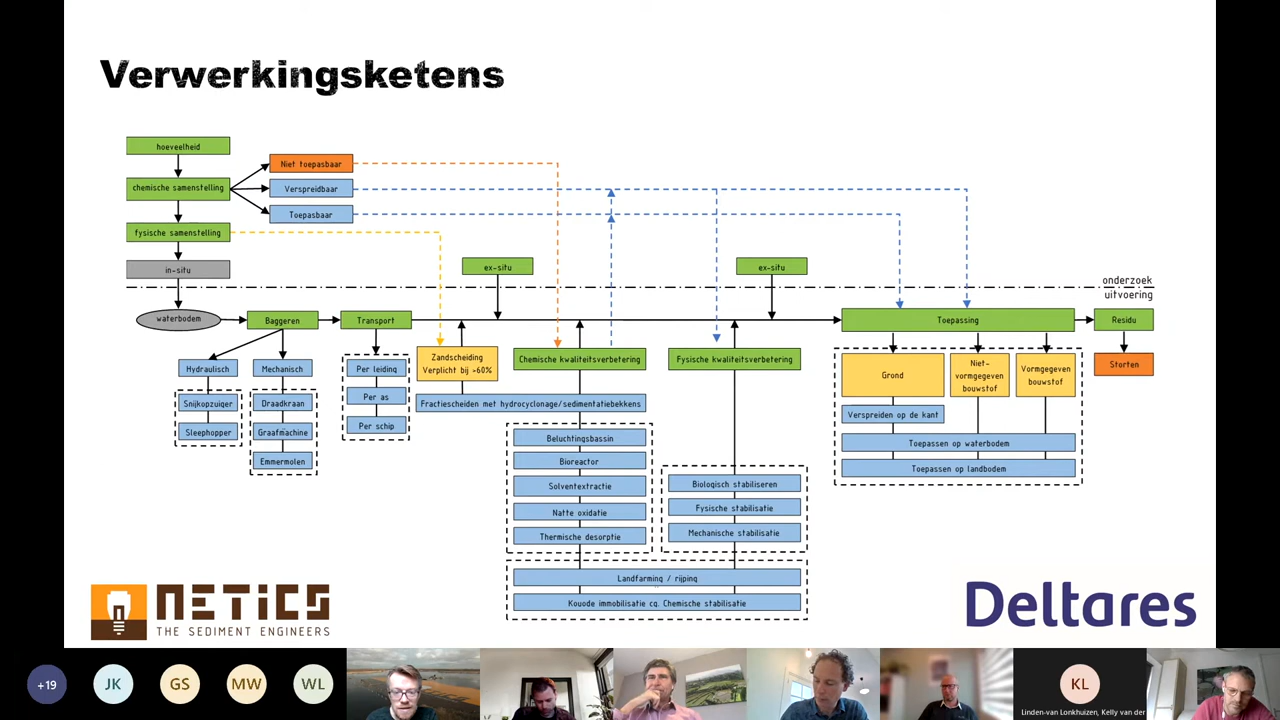 Verwerkingsketens
hoeveelheid
chemische samenstelling
fysische samenstelling
in-situ
Niet toepasbaar
Verspreidbaar
Toepasbaar
ex-situ
ex-situ
onderzoek
uitvoering
waterbodem
Baggeren
Transport
Toepassing
Residu
Hydraulisch
Snijkopzuiger
Sleephopper
Mechanisch
Draadkraan
Graafmachine
Emmermolen
Per leiding
Per as
Per schip
Zandscheiding
Verplicht bij >60%
Chemische kwaliteitsverbetering
Fysische kwaliteitsverbetering
Fractiescheiden met hydrocyclonage/sedimentatiebekkens
Beluchtingsbassin
Bioreactor
Solventextractie
Natte oxidatie
Thermische desorptie
Biologisch stabiliseren
Fysische stabilisatie
Mechanische stabilisatie
Landfarming / rijping
Kouode immobilisatie cq. Chemische stabilisatie
Grond
Niet-
vormgegeven
bouwstof
Vormgegeven
bouwstof
Verspreiden op de kant
Toepassen op waterbodem
Toepassen op landbodem
Storten
NETICS
THE SEDIMENT ENGINEERS
Deltares
+19
JK
GS
MW
WL
KL
Linden-van Lonkhuizen, Kelly van der